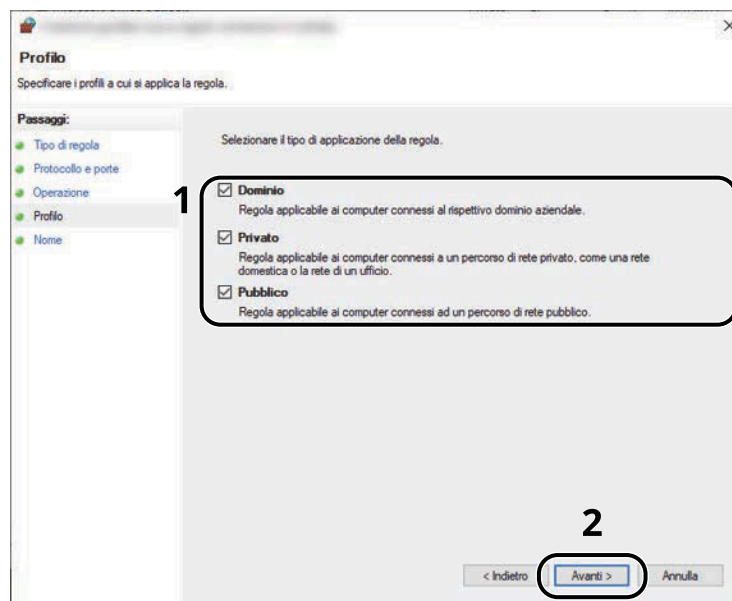 Profilo
Specificare i profili a cui si applica la regola.
Passaggi:
Tipo di regola
Protocollo e porte
Operazione
Profilo
Nome
Selezionare il tipo di applicazione della regola.
1
Dominio
Regola applicabile ai computer connessi al rispettivo dominio aziendale.
Privato
Regola applicabile ai computer connessi a un percorso di rete privato, come una rete
domestica o la rete di un ufficio.
Pubblico
Regola applicabile ai computer connessi ad un percorso di rete pubblico.
2
< Indietro
Avanti >
Annulla